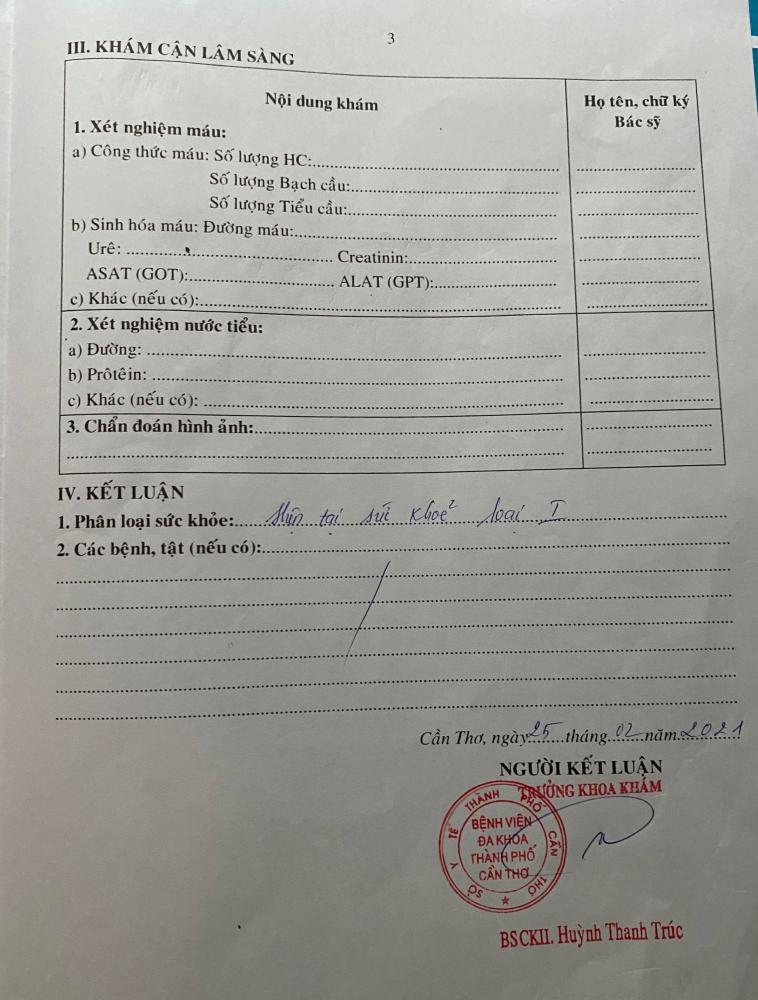 3
III. KHÁM CẬN LÂM SÀNG
Nội dung khám
Họ tên, chữ ký
Bác sỹ
1. Xét nghiệm máu:
a) Công thức máu: Số lượng HC:
Số lượng Bạch cầu:
Số lượng Tiểu cầu:
b) Sinh hóa máu: Đường máu:
Urê: Creatinin:
ASAT (GOT): ALAT (GPT):
c) Khác (nếu có):
2. Xét nghiệm nước tiểu:
a) Đường:
b) Prôtêin:
c) Khác (nếu có):
3. Chẩn đoán hình ảnh:
IV. KẾT LUẬN
1. Phân loại sức khỏe: Hiện tại sức khoẻ loại I
2. Các bệnh, tật (nếu có):
Cần Thơ, ngày 25 tháng 02 năm 2021
NGƯỜI KẾT LUẬN
TRƯỞNG KHOA KHÁM
SỞ Y TẾ THÀNH PHỐ CẦN THƠ
BỆNH VIỆN
ĐA KHOA
THÀNH PHỐ
CẦN THƠ
BSCKII. Huỳnh Thanh Trúc